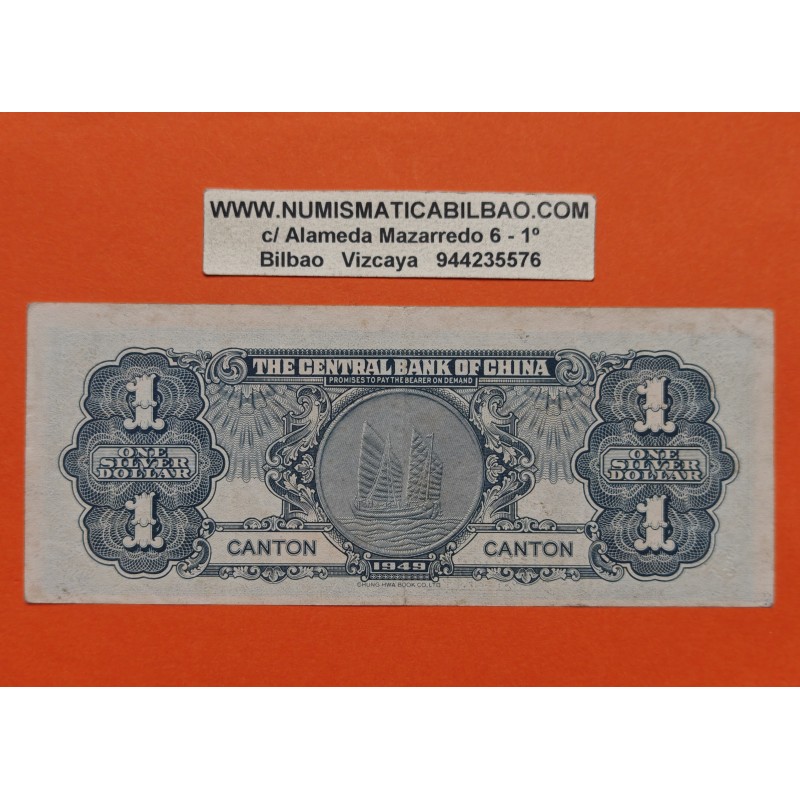 WWW.NUMISMATICABILBAO.COM
c/ Alameda Mazarredo 6 - 1º
Bilbao Vizcaya 944235576
THE CENTRAL BANK OF CHINA
PROMISES TO PAY THE BEARER ON DEMAND
1 1
ONE SILVER DOLLAR ONE SILVER DOLLAR
1 1
CANTON CANTON
1949
CHUNG HWA BOOK CO., LTD.